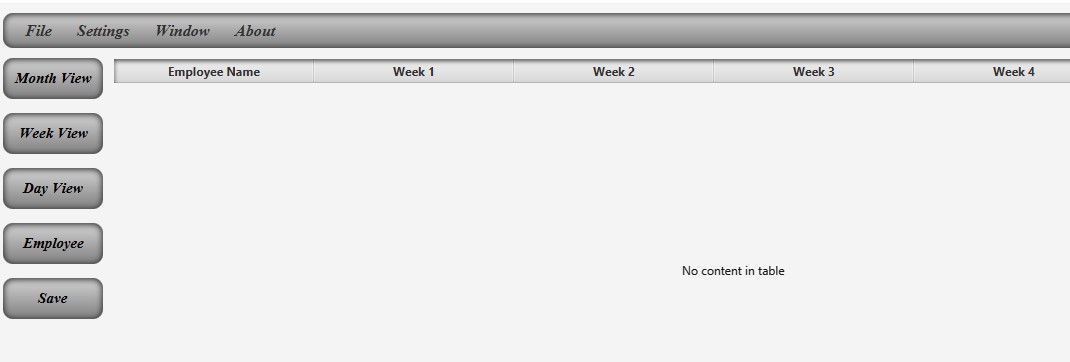 File Settings Window About
Month View
Employee Name Week 1 Week 2 Week 3 Week 4
Week View
Day View
Employee
No content in table
Save